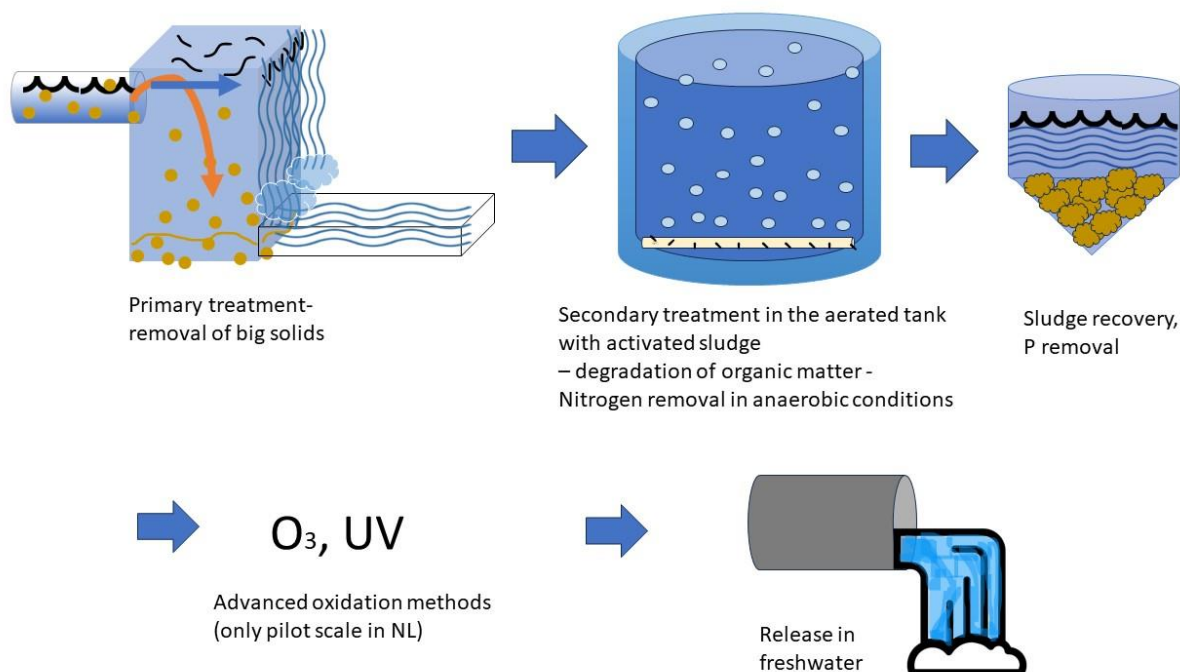 Primary treatment-
removal of big solids
Secondary treatment in the aerated tank
with activated sludge
– degradation of organic matter -
Nitrogen removal in anaerobic conditions
Sludge recovery,
P removal
O₃, UV
Advanced oxidation methods
(only pilot scale in NL)
Release in
freshwater